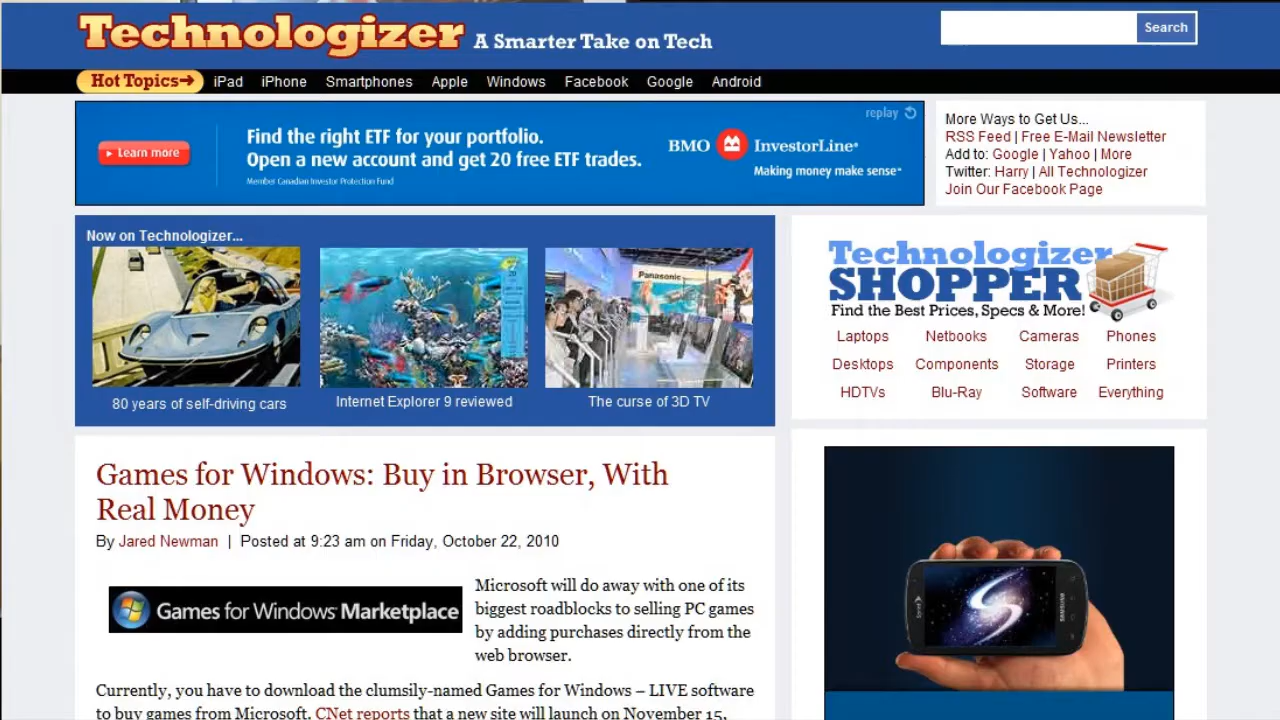 Technologizer A Smarter Take on Tech
Search
Hot Topics→ iPad iPhone Smartphones Apple Windows Facebook Google Android
replay
Learn more
Find the right ETF for your portfolio.
Open a new account and get 20 free ETF trades.
Member Canadian Investor Protection Fund
BMO InvestorLine®
Making money make sense®
More Ways to Get Us...
RSS Feed | Free E-Mail Newsletter
Add to: Google | Yahoo | More
Twitter: Harry | All Technologizer
Join Our Facebook Page
Now on Technologizer...
Panasonic
80 years of self-driving cars
Internet Explorer 9 reviewed
The curse of 3D TV
Technologizer
SHOPPER
Find the Best Prices, Specs & More!
Laptops Netbooks Cameras Phones
Desktops Components Storage Printers
HDTVs Blu-Ray Software Everything
Games for Windows: Buy in Browser, With
Real Money
By Jared Newman | Posted at 9:23 am on Friday, October 22, 2010
Games for Windows Marketplace
Microsoft will do away with one of its
biggest roadblocks to selling PC games
by adding purchases directly from the
web browser.
Currently, you have to download the clumsily-named Games for Windows – LIVE software
to buy games from Microsoft. CNet reports that a new site will launch on November 15,
Sprint
SAMSUNG